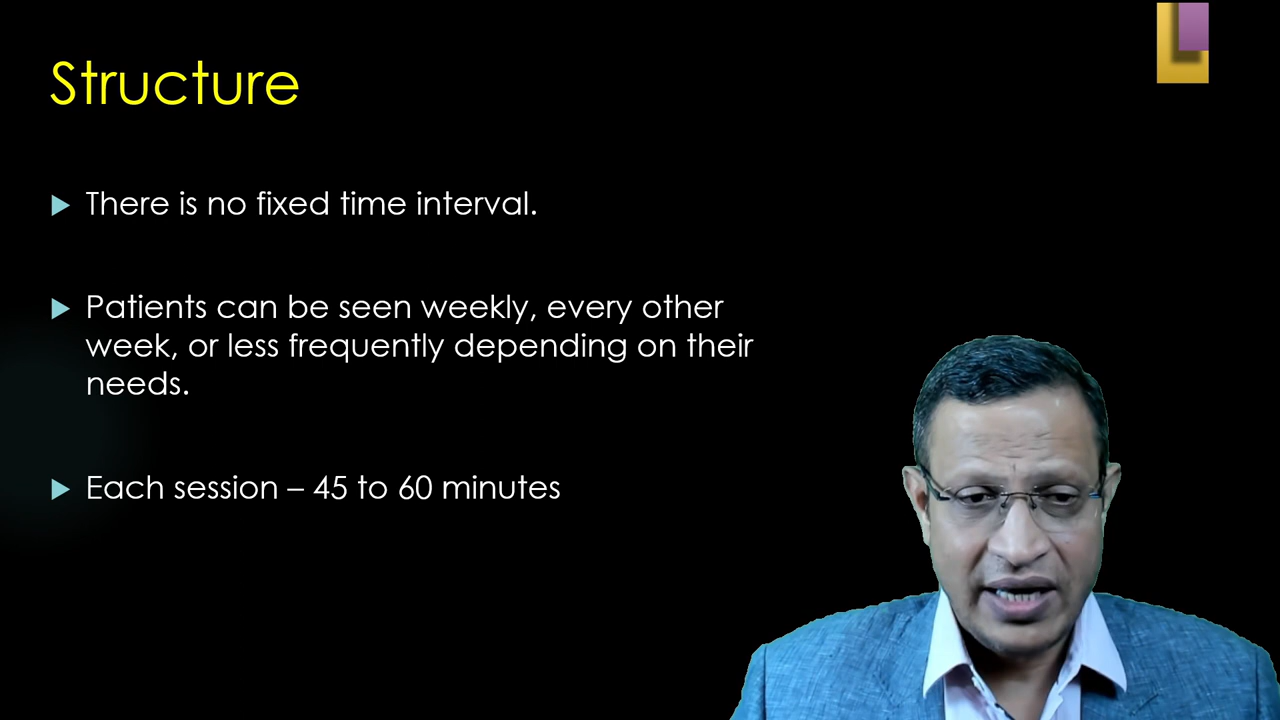 Structure
There is no fixed time interval.
Patients can be seen weekly, every other
week, or less frequently depending on their
needs.
Each session – 45 to 60 minutes